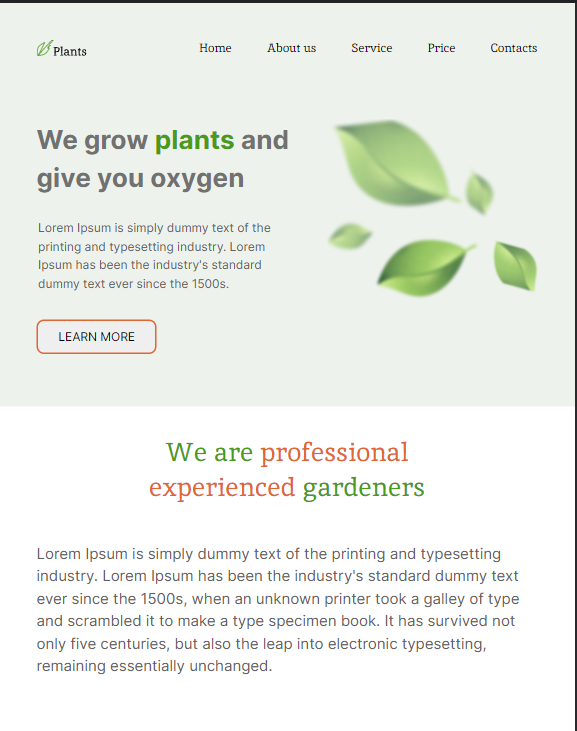 Plants
Home About us Service Price Contacts
We grow plants and
give you oxygen
Lorem Ipsum is simply dummy text of the
printing and typesetting industry. Lorem
Ipsum has been the industry's standard
dummy text ever since the 1500s.
LEARN MORE
We are professional
experienced gardeners
Lorem Ipsum is simply dummy text of the printing and typesetting
industry. Lorem Ipsum has been the industry's standard dummy text
ever since the 1500s, when an unknown printer took a galley of type
and scrambled it to make a type specimen book. It has survived not
only five centuries, but also the leap into electronic typesetting,
remaining essentially unchanged.